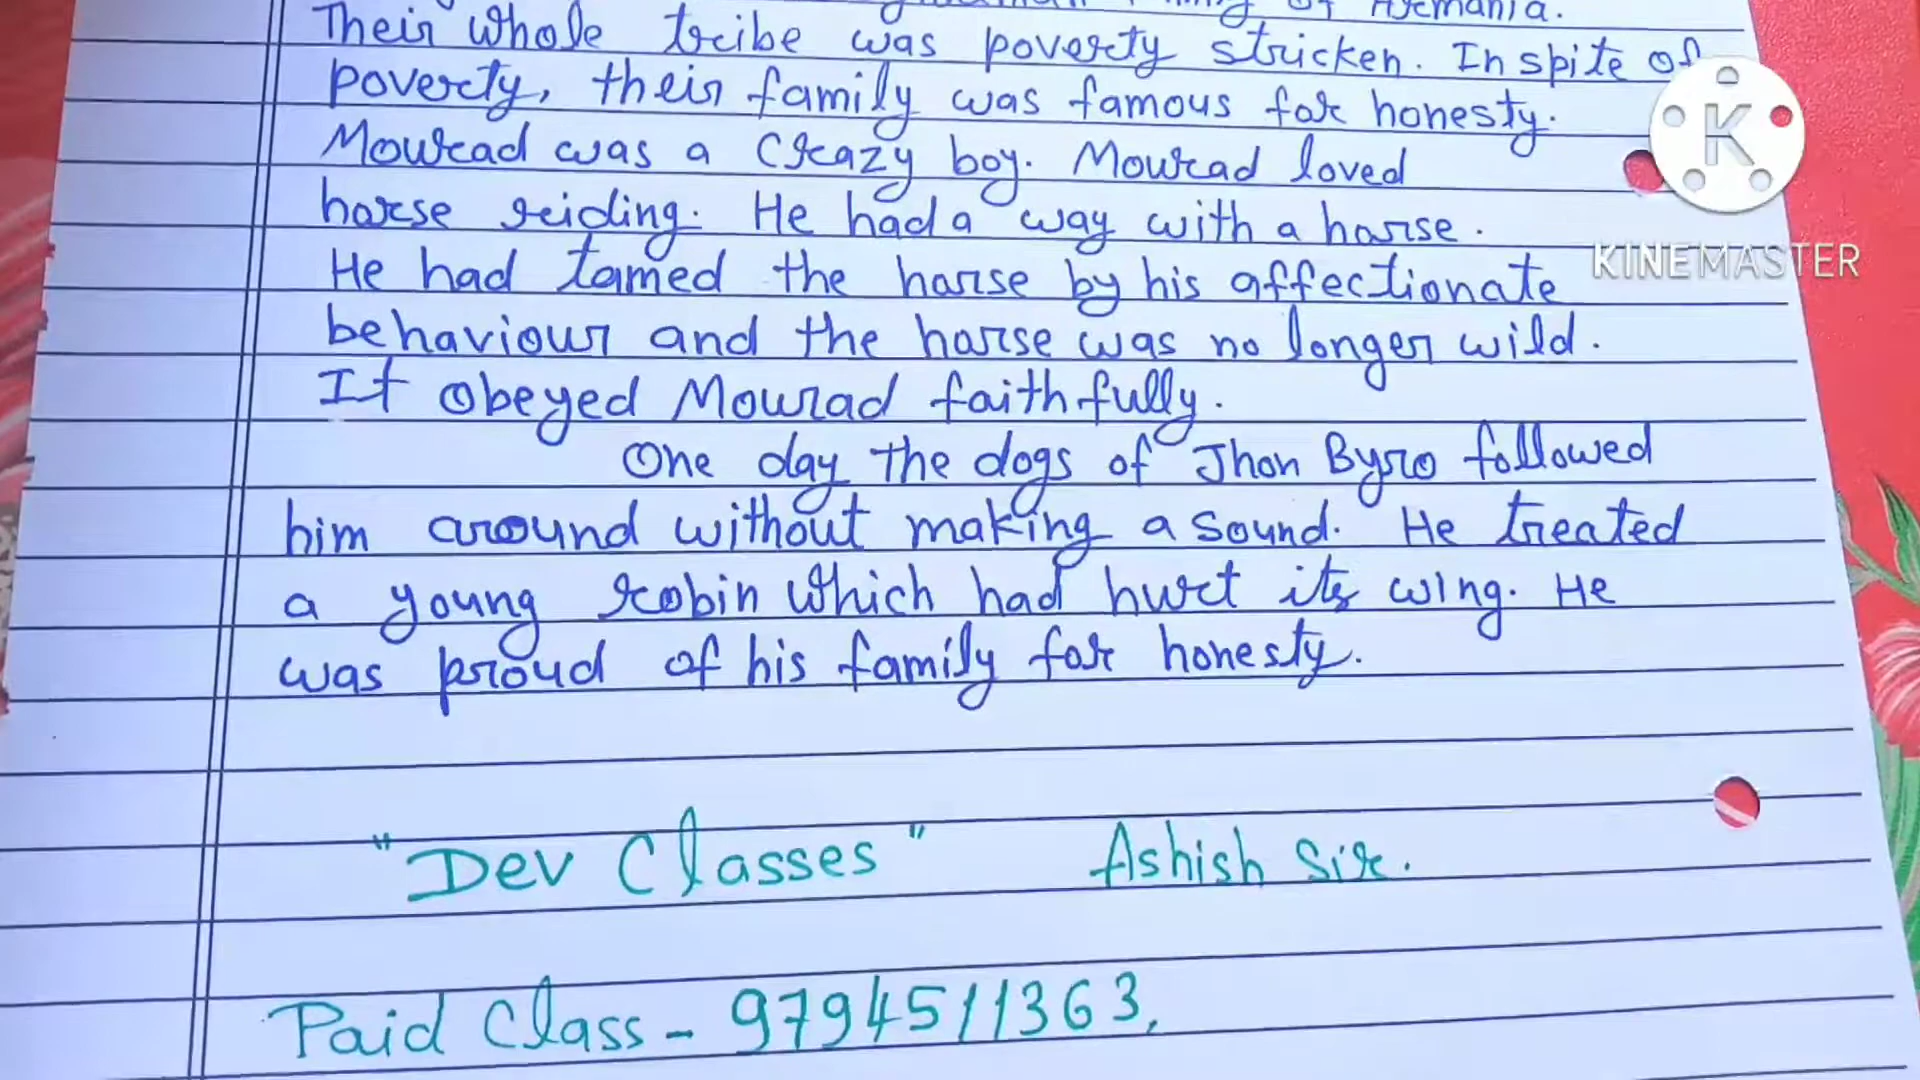 of Armania.
Their whole tribe was poverty stricken. In spite of
poverty, their family was famous for honesty.
Mourad was a Crazy boy. Mourad loved
horse reiding. He had a way with a horse.
He had tamed the horse by his affectionate
behaviour and the horse was no longer wild.
It obeyed Mourad faithfully.
One day the dogs of Jhon Byro followed
him around without making a sound. He treated
a young robin which had hurt its wing. He
was proud of his family for honesty.
"Dev Classes" Ashish Sir.
Paid Class - 9794511363,
K
KINEMASTER